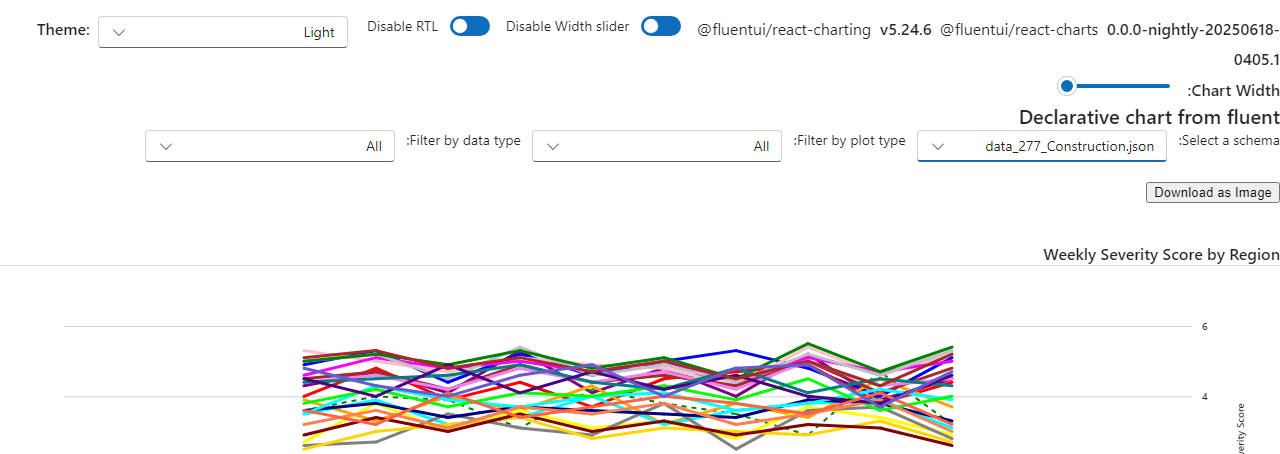 Theme: Light Disable RTL Disable Width slider @fluentui/react-charting v5.24.6 @fluentui/react-charts 0.0.0-nightly-20250618-
0405.1
:Chart Width
Declarative chart from fluent
:Select a schema data_277_Construction.json :Filter by plot type All :Filter by data type All
Download as Image
Weekly Severity Score by Region
6
4
Score